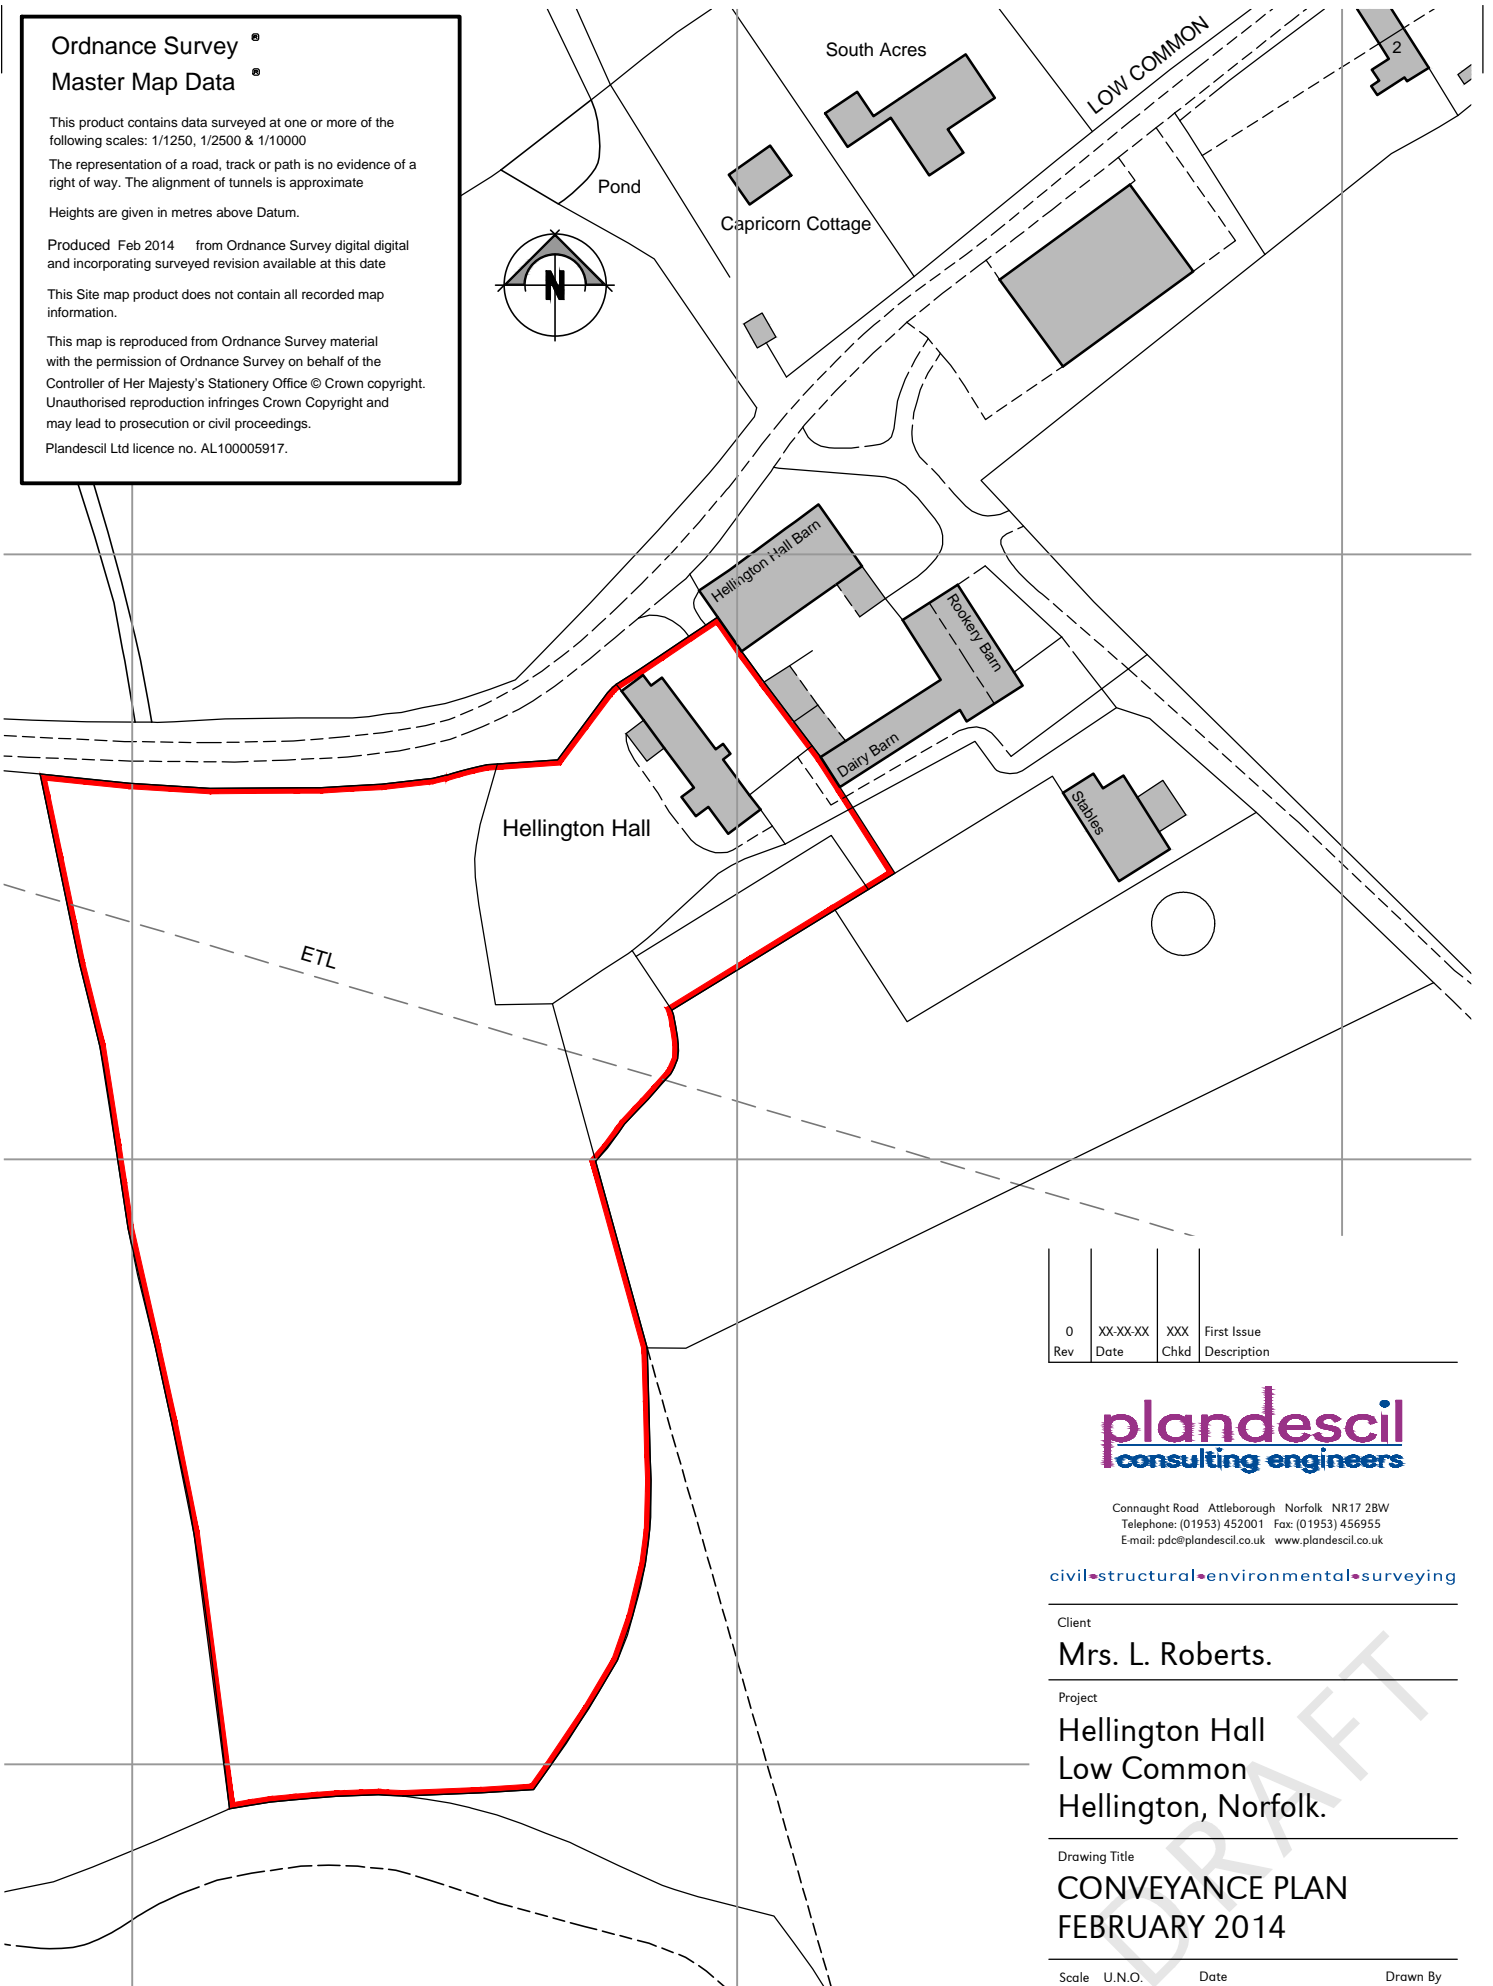 Ordnance Survey ®
Master Map Data ®
This product contains data surveyed at one or more of the
following scales: 1/1250, 1/2500 & 1/10000
The representation of a road, track or path is no evidence of a
right of way. The alignment of tunnels is approximate
Heights are given in metres above Datum.
Produced Feb 2014 from Ordnance Survey digital digital
and incorporating surveyed revision available at this date
This Site map product does not contain all recorded map
information.
This map is reproduced from Ordnance Survey material
with the permission of Ordnance Survey on behalf of the
Controller of Her Majesty's Stationery Office © Crown copyright.
Unauthorised reproduction infringes Crown Copyright and
may lead to prosecution or civil proceedings.
Plandescil Ltd licence no. AL100005917.
South Acres
LOW COMMON
2
Pond
Capricorn Cottage
N
Hellington Hall Barn
Rookery Barn
Dairy Barn
Stables
Hellington Hall
ETL
0 XX-XX-XX XXX First Issue
Rev Date Chkd Description
plandescil
consulting engineers
Connaught Road Attleborough Norfolk NR17 2BW
Telephone: (01953) 452001 Fax: (01953) 456955
E-mail: pdc@plandescil.co.uk www.plandescil.co.uk
civil•structural•environmental•surveying
Client
Mrs. L. Roberts.
Project
Hellington Hall
Low Common
Hellington, Norfolk.
Drawing Title
CONVEYANCE PLAN
FEBRUARY 2014
DRAFT
Scale U.N.O. Date Drawn By